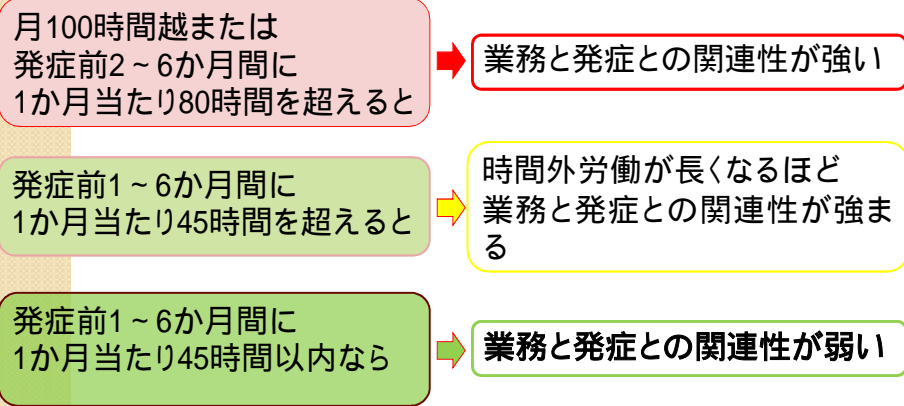 月100時間越または
発症前2～6か月間に
1か月当たり80時間を超えると
業務と発症との関連性が強い
発症前1～6か月間に
1か月当たり45時間を超えると
時間外労働が長くなるほど
業務と発症との関連性が強ま
る
発症前1～6か月間に
1か月当たり45時間以内なら
業務と発症との関連性が弱い